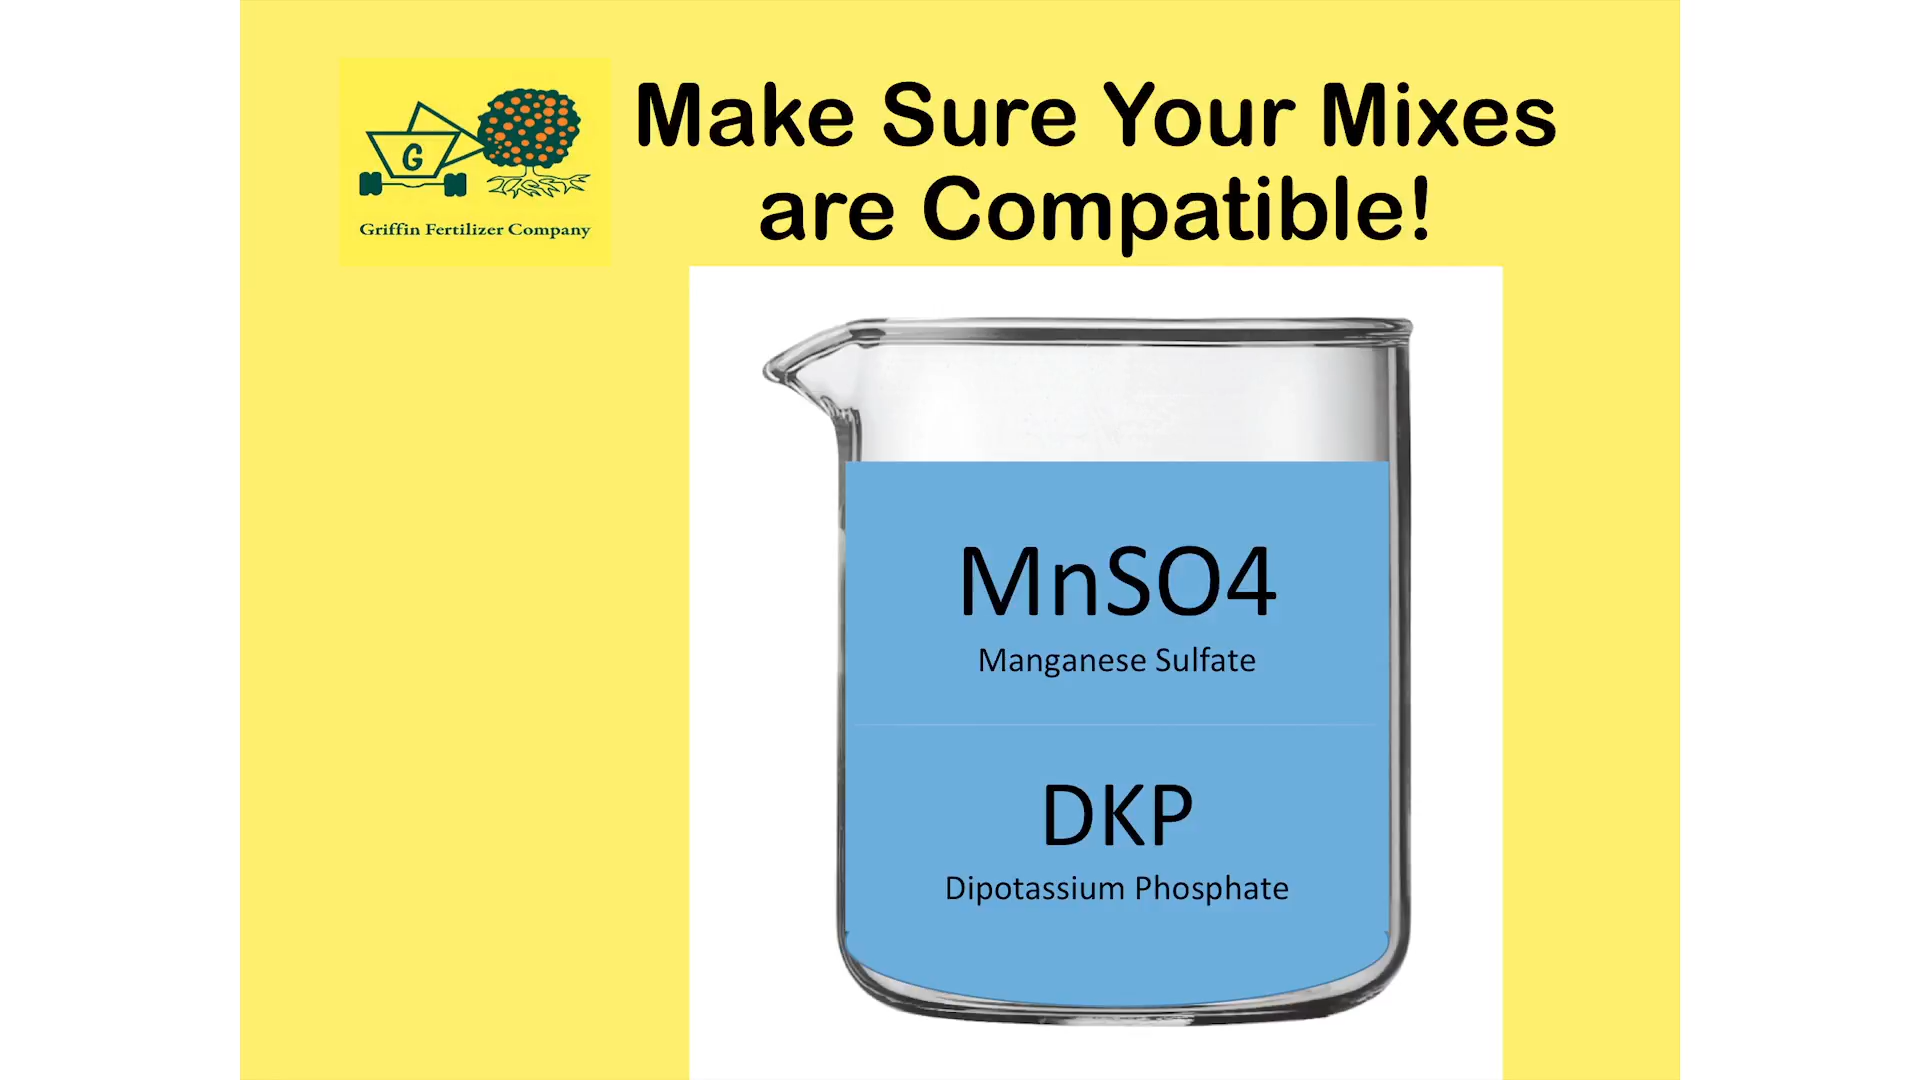 Make Sure Your Mixes
are Compatible!
G
Griffin Fertilizer Company
MnSO4
Manganese Sulfate
DKP
Dipotassium Phosphate